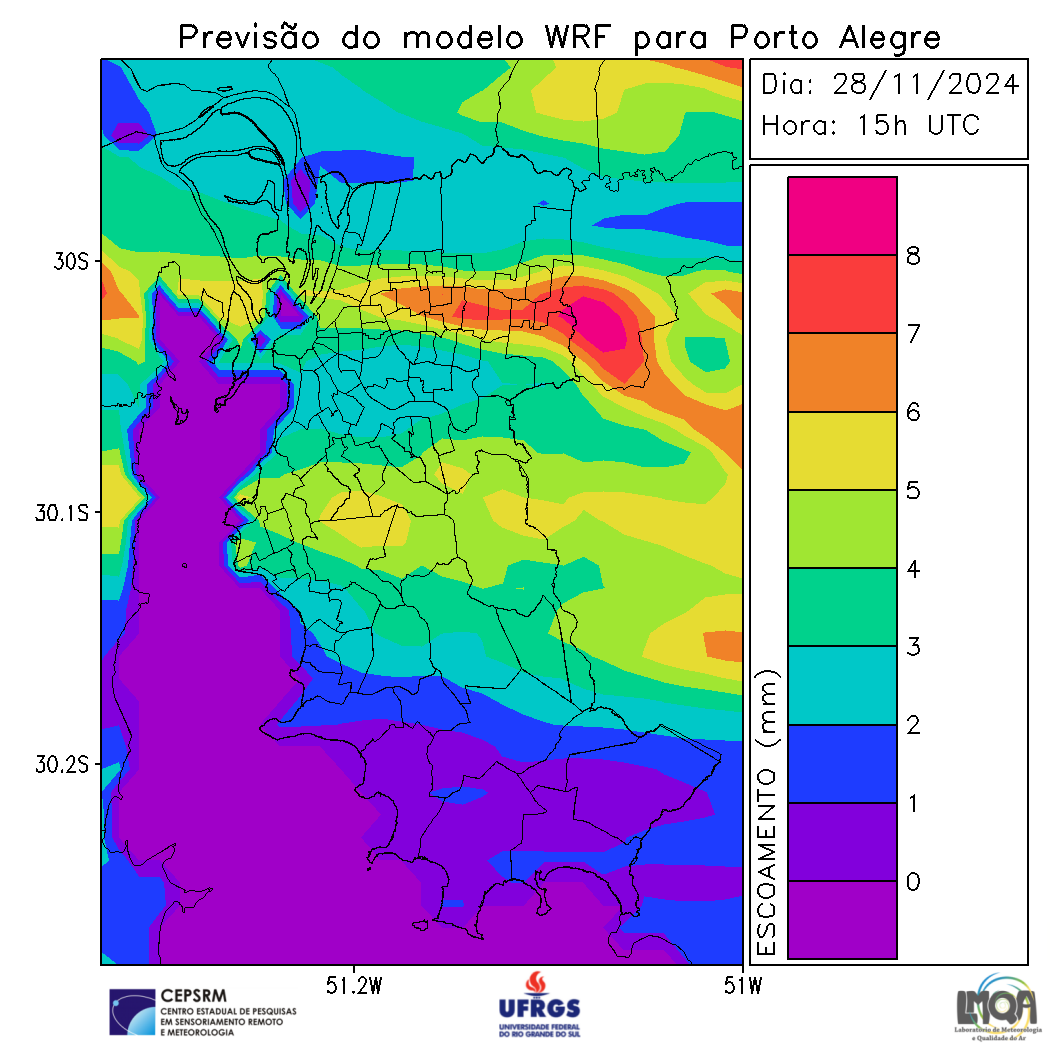 Previsão do modelo WRF para Porto Alegre
Dia: 28/11/2024
Hora: 15h UTC
30S
30.1S
30.2S
51.2W
51W
8
7
6
5
4
3
2
1
0
ESCOAMENTO (mm)
CEPSRM
CENTRO ESTADUAL DE PESQUISAS
EM SENSORIAMENTO REMOTO
E METEOROLOGIA
UFRGS
UNIVERSIDADE FEDERAL
DO RIO GRANDE DO SUL
LMQA
Laboratório de Meteorologia
e Qualidade do Ar